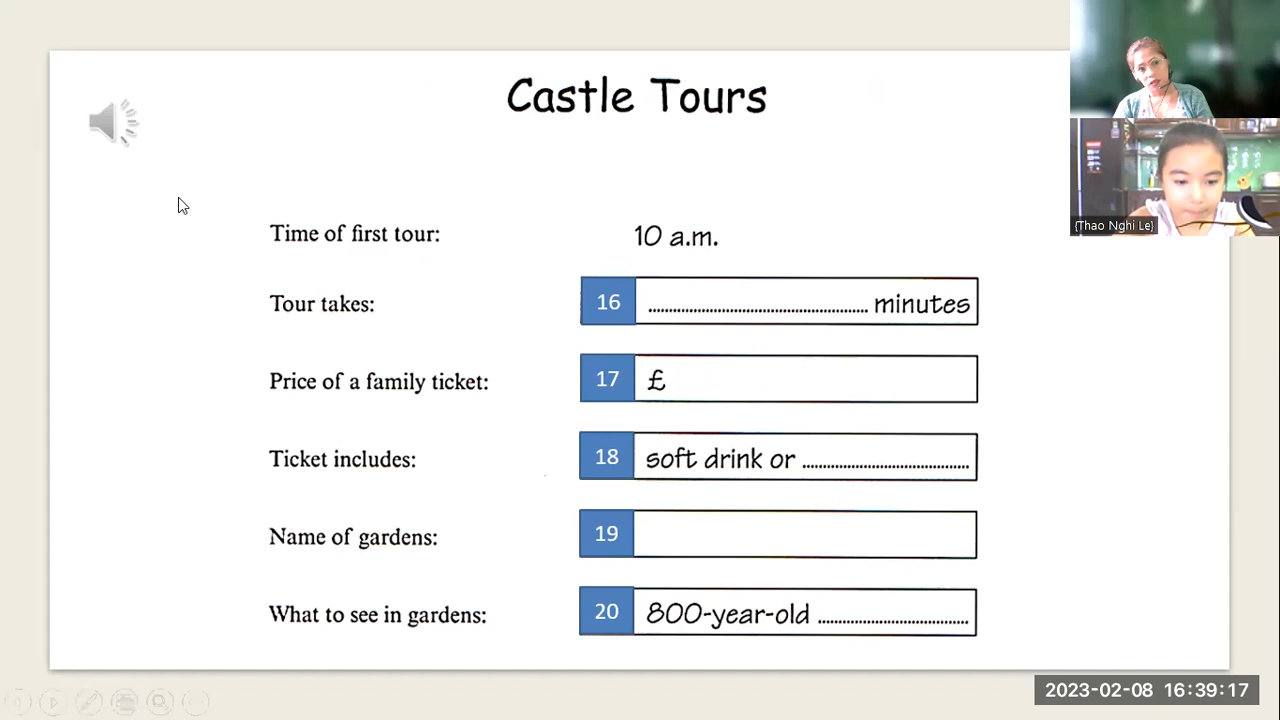 Castle Tours
Time of first tour: 10 a.m.
Tour takes: 16 ............................................ minutes
Price of a family ticket: 17 £
Ticket includes: 18 soft drink or ..................................
Name of gardens: 19
What to see in gardens: 20 800-year-old ...............................
{Thao Nghi Le}
2023-02-08 16:39:17